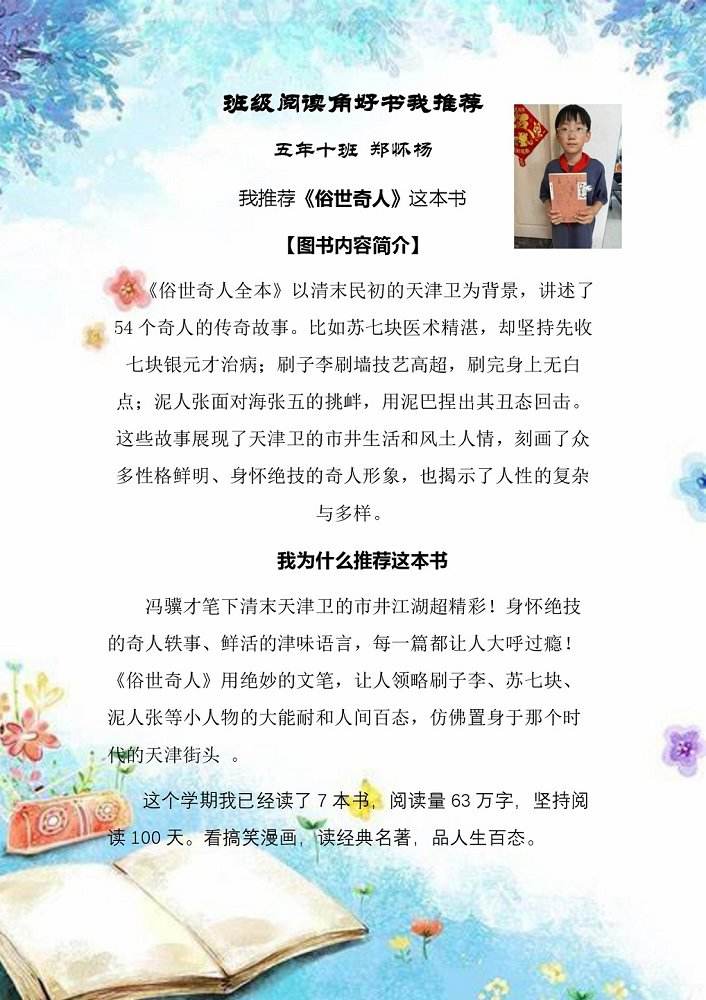 班级阅读角好书我推荐
五年十班 郑怀杨
我推荐《俗世奇人》这本书
【图书内容简介】
《俗世奇人全本》以清末民初的天津卫为背景，讲述了
54 个奇人的传奇故事。比如苏七块医术精湛，却坚持先收
七块银元才治病；刷子李刷墙技艺高超，刷完身上无白
点；泥人张面对海张五的挑衅，用泥巴捏出其丑态回击。
这些故事展现了天津卫的市井生活和风土人情，刻画了众
多性格鲜明、身怀绝技的奇人形象，也揭示了人性的复杂
与多样。
我为什么推荐这本书
冯骥才笔下清末天津卫的市井江湖超精彩！身怀绝技
的奇人轶事、鲜活的津味语言，每一篇都让人大呼过瘾！
《俗世奇人》用绝妙的文笔，让人领略刷子李、苏七块、
泥人张等小人物的大能耐和人间百态，仿佛置身于那个时
代的天津街头 。
这个学期我已经读了 7 本书，阅读量 63 万字，坚持阅
读 100 天。看搞笑漫画，读经典名著，品人生百态。